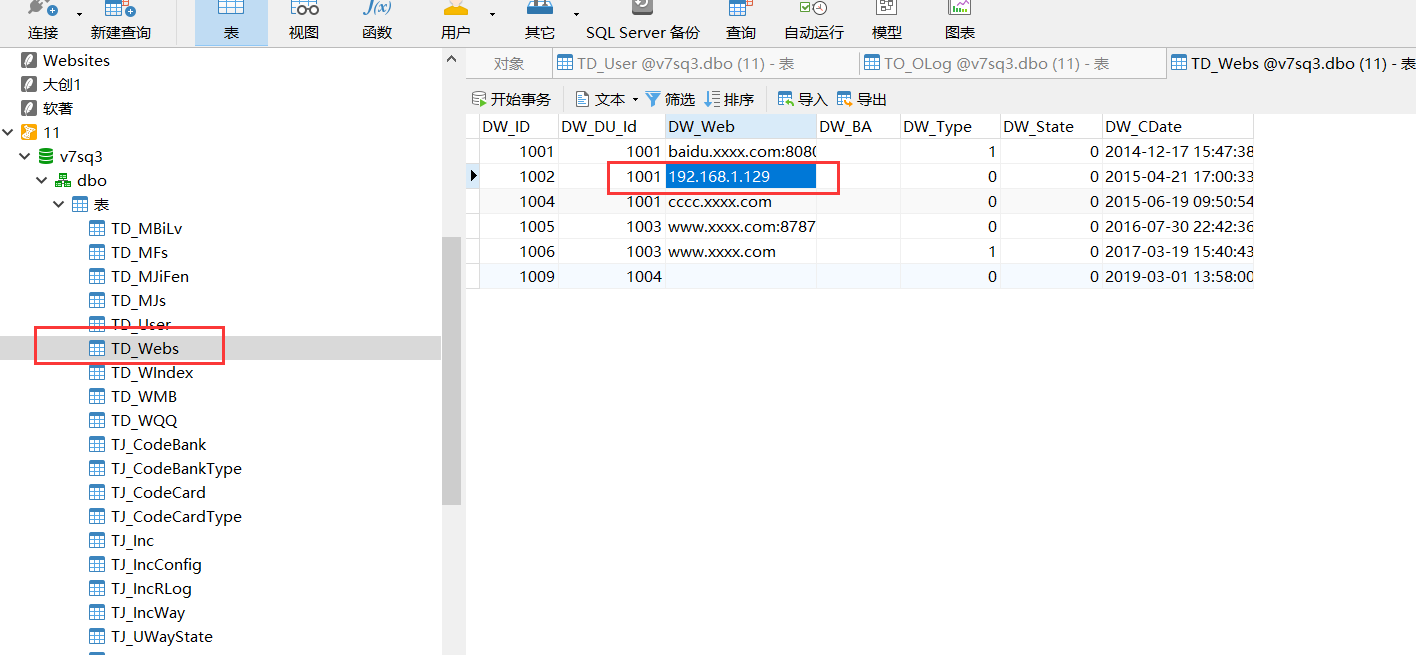 连接 新建查询 表 视图 函数 用户 其它 SQL Server 备份 查询 自动运行 模型 图表
Websites
大创1
软著
11
v7sq3
dbo
表
TD_MBiLv
TD_MFs
TD_MJiFen
TD_MJs
TD_User
TD_Webs
TD_WIndex
TD_WMB
TD_WQQ
TJ_CodeBank
TJ_CodeBankType
TJ_CodeCard
TJ_CodeCardType
TJ_Inc
TJ_IncConfig
TJ_IncRLog
TJ_IncWay
TJ_UWayState
对象 TD_User @v7sq3.dbo (11) - 表 TO_OLog @v7sq3.dbo (11) - 表 TD_Webs @v7sq3.dbo (11) - 表
开始事务 文本 筛选 排序 导入 导出
DW_ID DW_DU_Id DW_Web DW_BA DW_Type DW_State DW_CDate
1001 1001 baidu.xxxx.com:8080 1 0 2014-12-17 15:47:38
1002 1001 192.168.1.129 0 0 2015-04-21 17:00:33
1004 1001 cccc.xxxx.com 0 0 2015-06-19 09:50:54
1005 1003 www.xxxx.com:8787 0 0 2016-07-30 22:42:36
1006 1003 www.xxxx.com 1 0 2017-03-19 15:40:43
1009 1004 0 0 2019-03-01 13:58:00